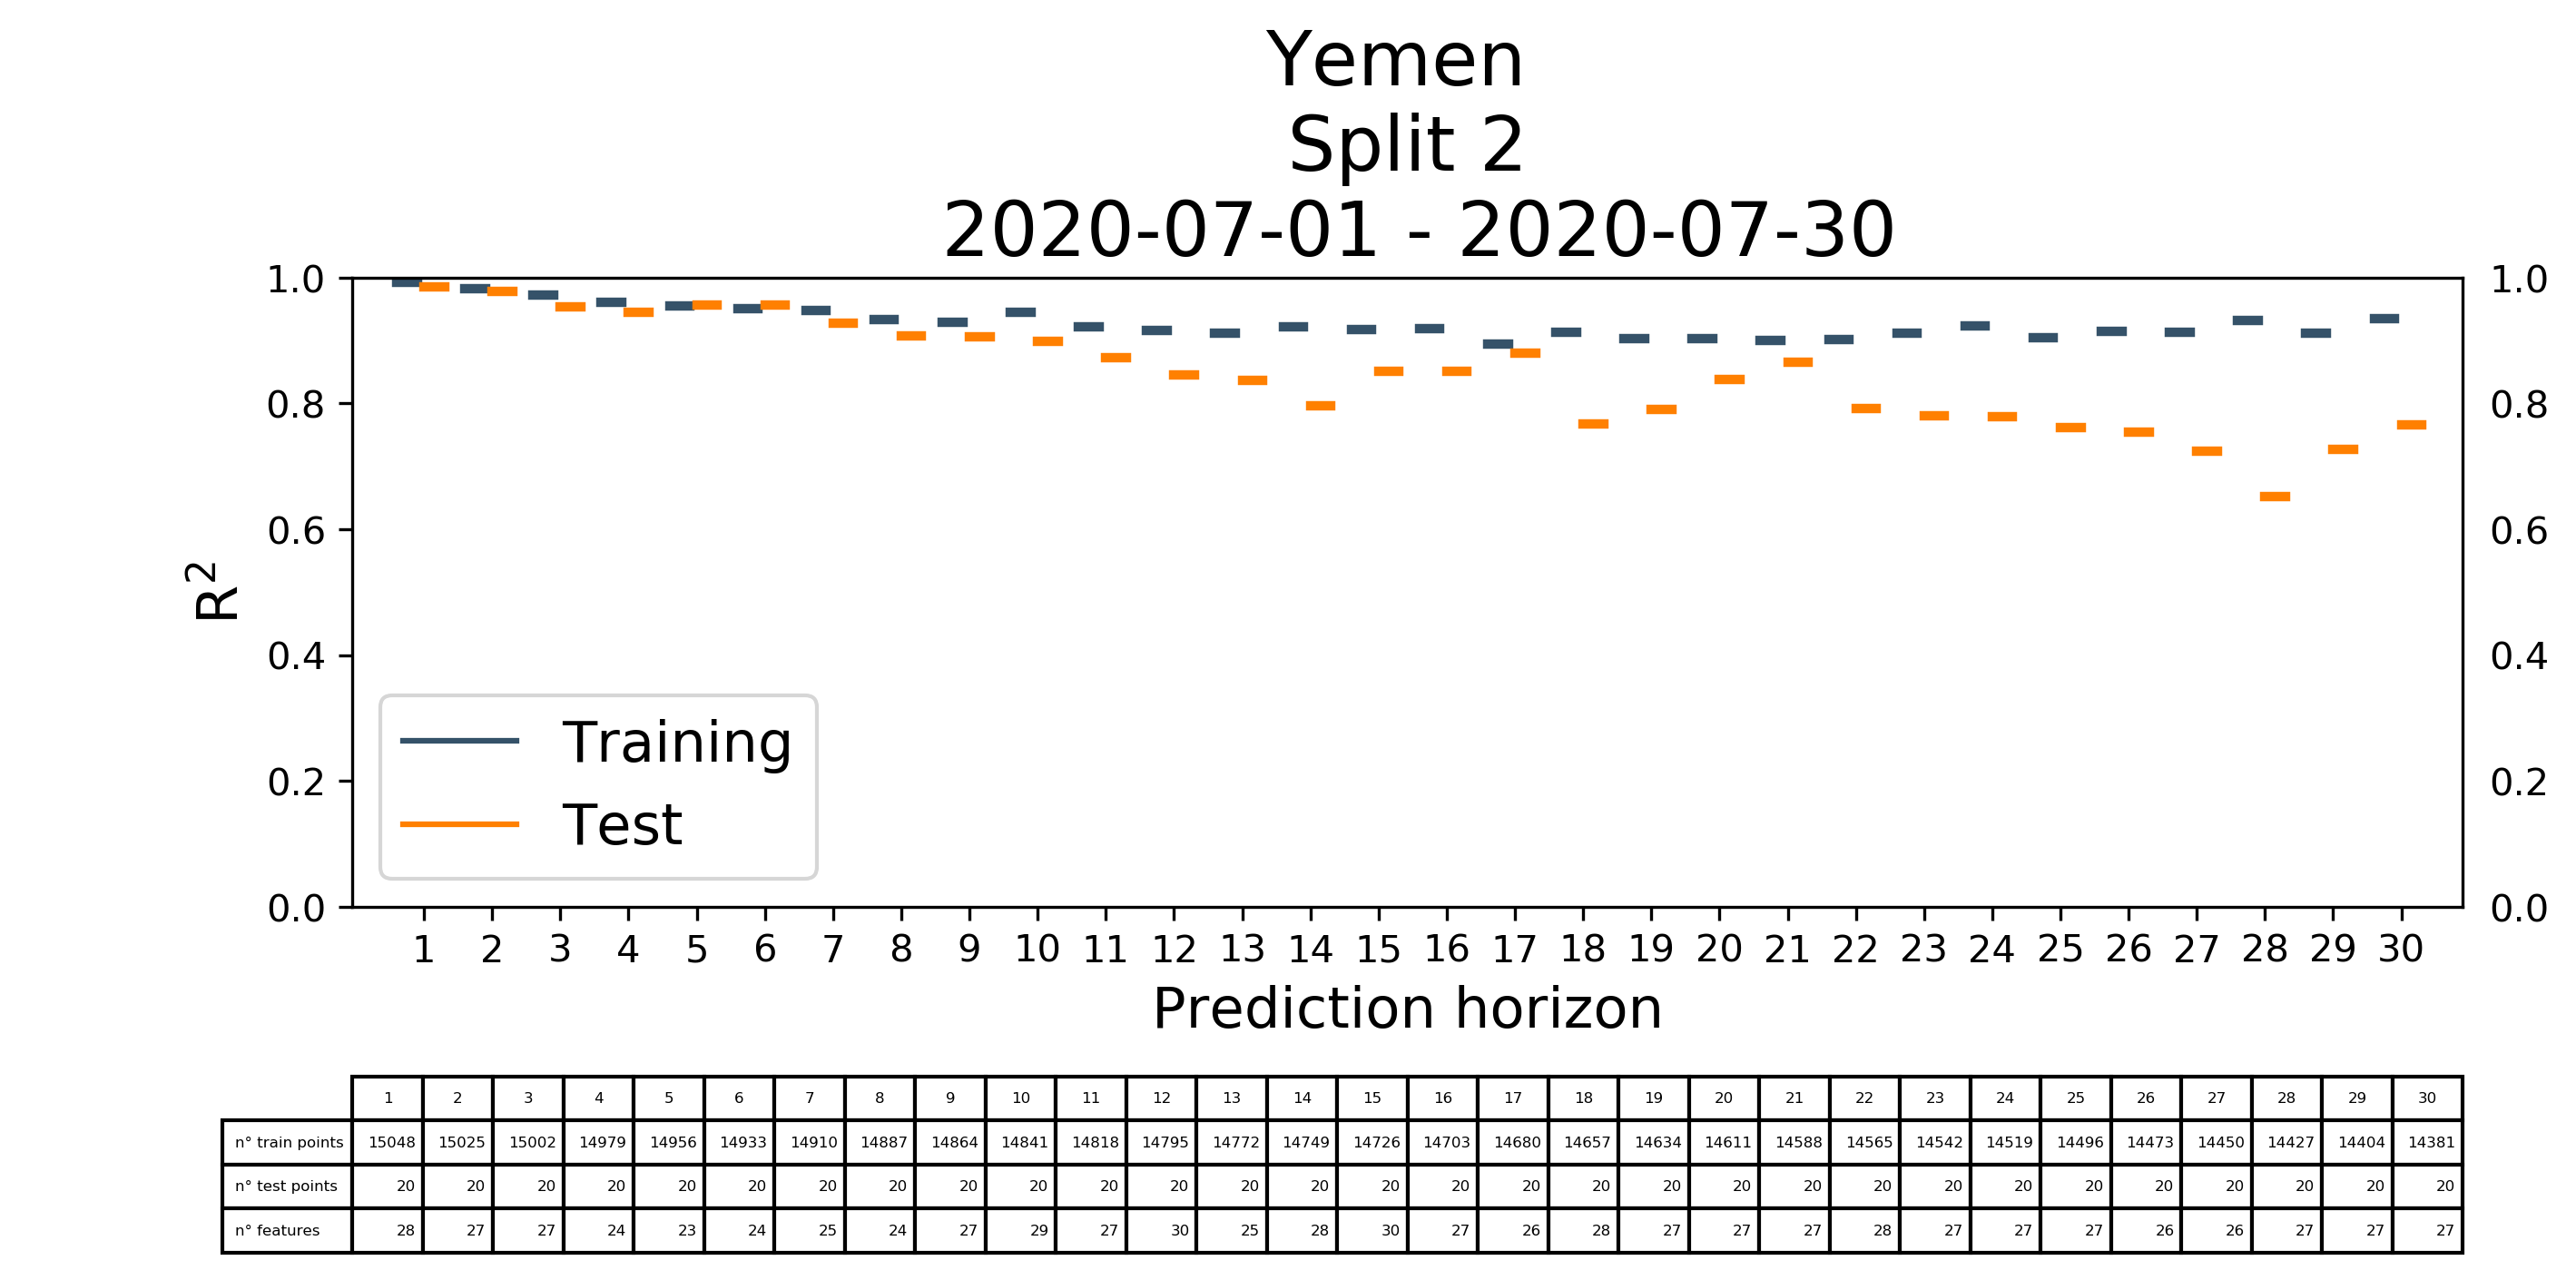 Yemen
Split 2
2020-07-01 - 2020-07-30
1.0 1.0
0.8 0.8
0.6 0.6
0.4 0.4
0.2 0.2
0.0 0.0
R²
Training
Test
1 2 3 4 5 6 7 8 9 10 11 12 13 14 15 16 17 18 19 20 21 22 23 24 25 26 27 28 29 30
Prediction horizon
1 2 3 4 5 6 7 8 9 10 11 12 13 14 15 16 17 18 19 20 21 22 23 24 25 26 27 28 29 30
n° train points 15048 15025 15002 14979 14956 14933 14910 14887 14864 14841 14818 14795 14772 14749 14726 14703 14680 14657 14634 14611 14588 14565 14542 14519 14496 14473 14450 14427 14404 14381
n° test points 20 20 20 20 20 20 20 20 20 20 20 20 20 20 20 20 20 20 20 20 20 20 20 20 20 20 20 20 20 20
n° features 28 27 27 24 23 24 25 24 27 29 27 30 25 28 30 27 26 28 27 27 27 28 27 27 27 26 26 27 27 27